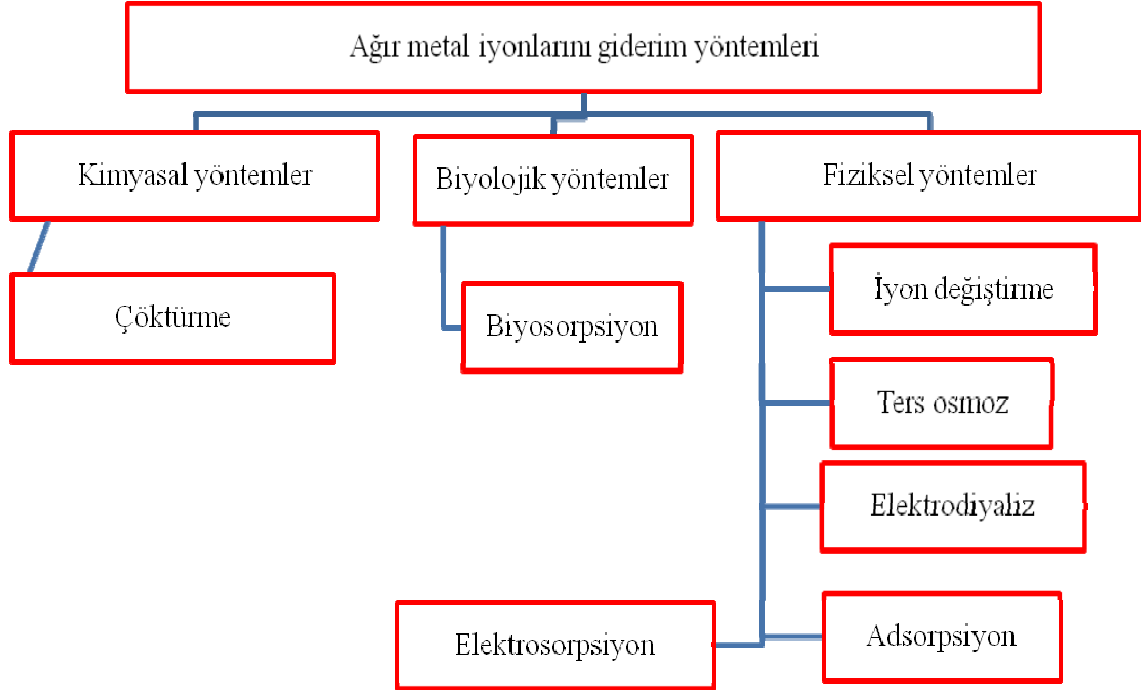 Ağır metal iyonlarını giderim yöntemleri
Kimyasal yöntemler
Biyolojik yöntemler
Fiziksel yöntemler
Çöktürme
Biyosorpsiyon
İyon değiştirme
Ters osmoz
Elektrodiyaliz
Elektrosorpsiyon
Adsorpsiyon